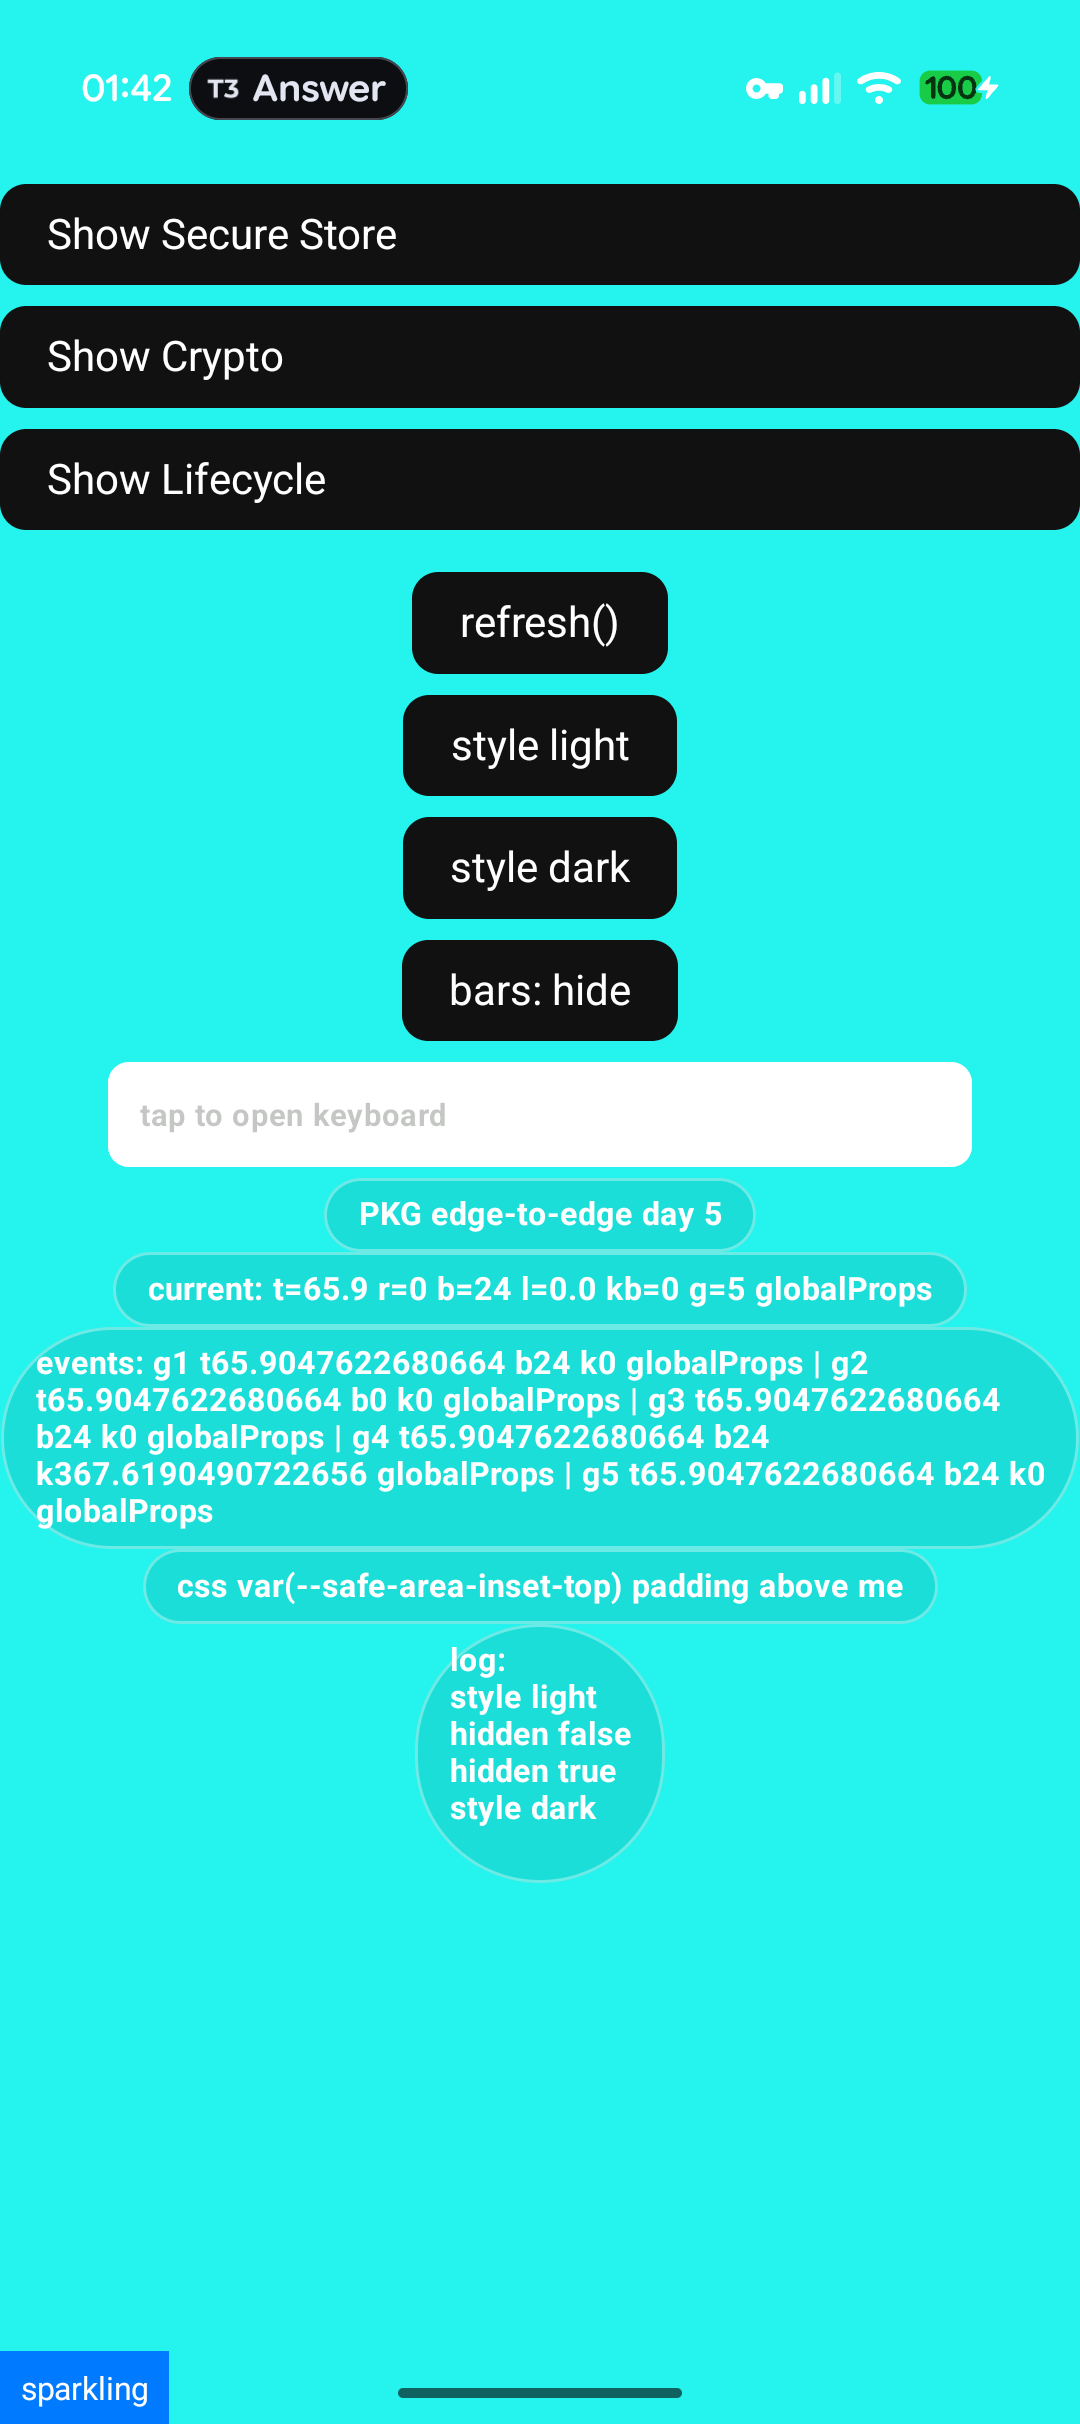 01:42 T3 Answer 100
Show Secure Store
Show Crypto
Show Lifecycle
refresh()
style light
style dark
bars: hide
tap to open keyboard
PKG edge-to-edge day 5
current: t=65.9 r=0 b=24 l=0.0 kb=0 g=5 globalProps
events: g1 t65.9047622680664 b24 k0 globalProps | g2
t65.9047622680664 b0 k0 globalProps | g3 t65.9047622680664
b24 k0 globalProps | g4 t65.9047622680664 b24
k367.6190490722656 globalProps | g5 t65.9047622680664 b24 k0
globalProps
css var(--safe-area-inset-top) padding above me
log:
style light
hidden false
hidden true
style dark
sparkling